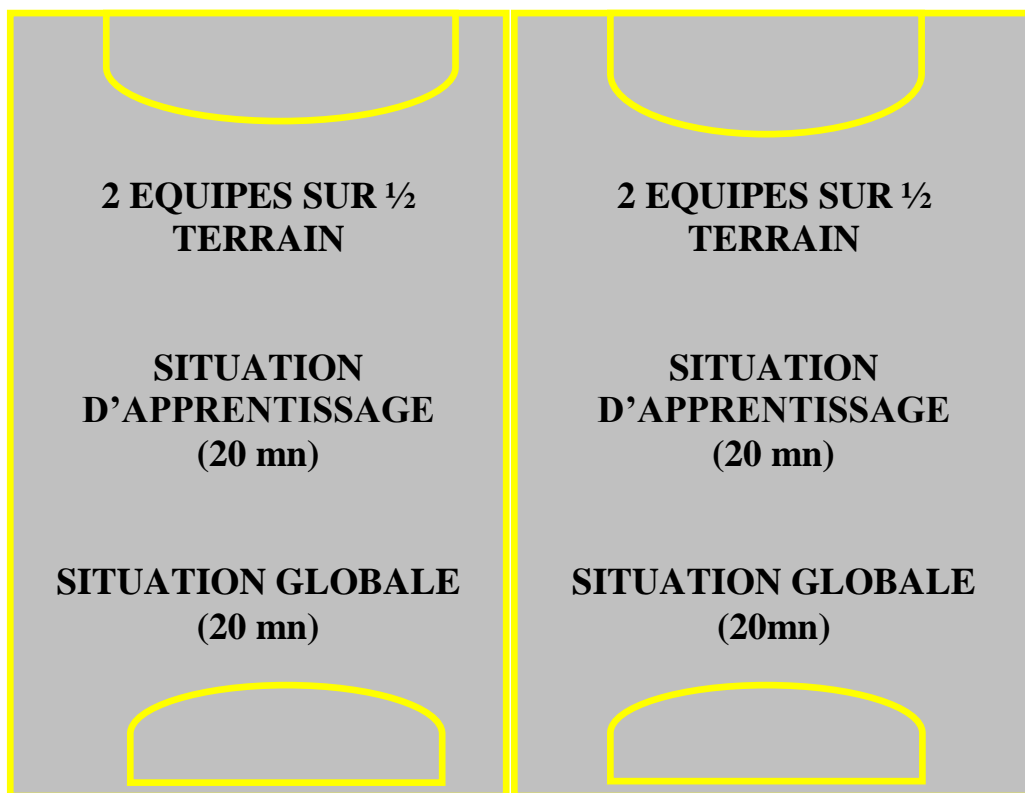 2 EQUIPES SUR ½
TERRAIN
SITUATION
D’APPRENTISSAGE
(20 mn)
SITUATION GLOBALE
(20 mn)
2 EQUIPES SUR ½
TERRAIN
SITUATION
D’APPRENTISSAGE
(20 mn)
SITUATION GLOBALE
(20mn)